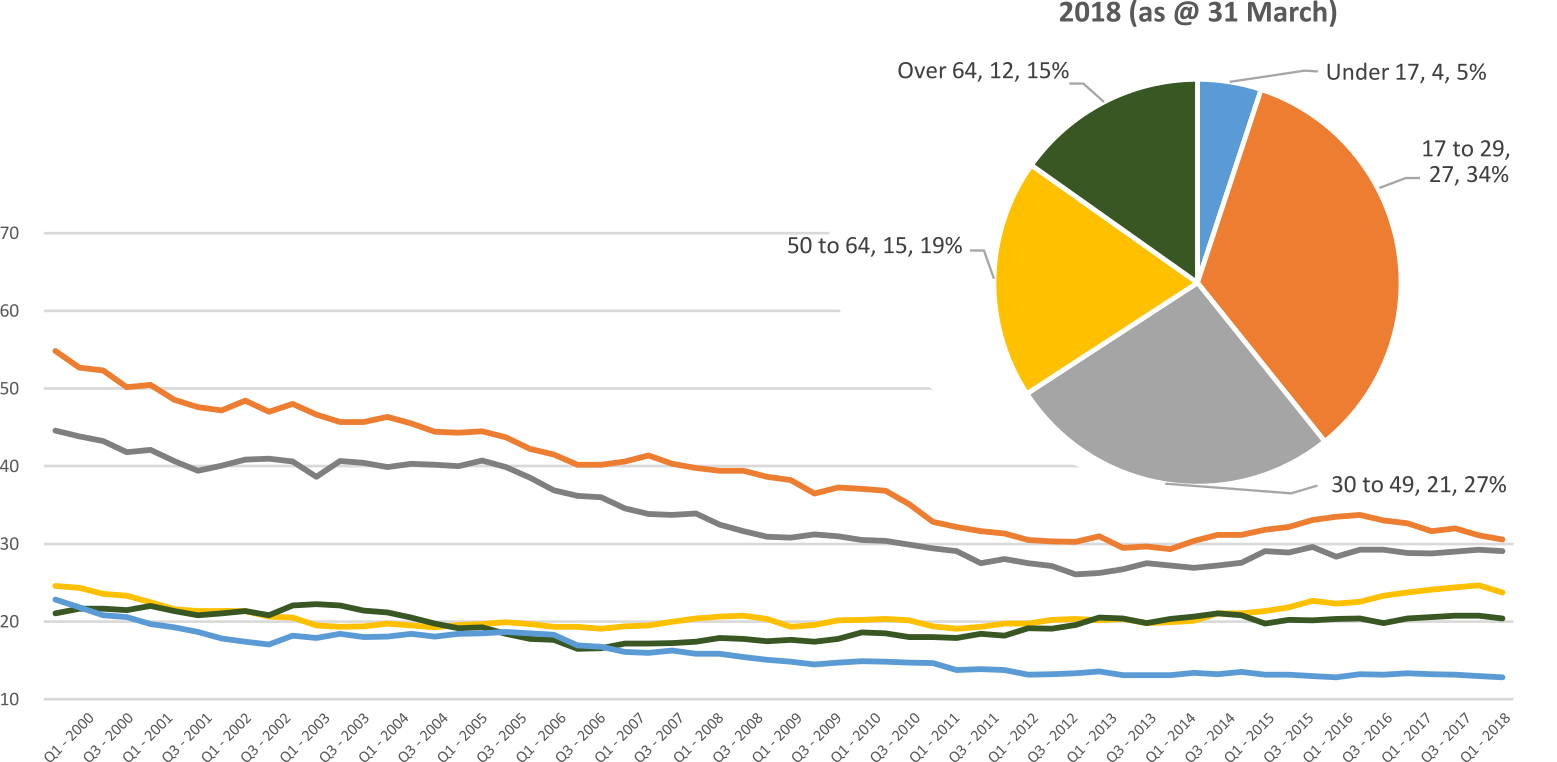 2018 (as @ 31 March)
Over 64, 12, 15%
Under 17, 4, 5%
17 to 29,
27, 34%
50 to 64, 15, 19%
30 to 49, 21, 27%
70
60
50
40
30
20
10
Q1 - 2000
Q3 - 2000
Q1 - 2001
Q3 - 2001
Q1 - 2002
Q3 - 2002
Q1 - 2003
Q3 - 2003
Q1 - 2004
Q3 - 2004
Q1 - 2005
Q3 - 2005
Q1 - 2006
Q3 - 2006
Q1 - 2007
Q3 - 2007
Q1 - 2008
Q3 - 2008
Q1 - 2009
Q3 - 2009
Q1 - 2010
Q3 - 2010
Q1 - 2011
Q3 - 2011
Q1 - 2012
Q3 - 2012
Q1 - 2013
Q3 - 2013
Q1 - 2014
Q3 - 2014
Q1 - 2015
Q3 - 2015
Q1 - 2016
Q3 - 2016
Q1 - 2017
Q3 - 2017
Q1 - 2018